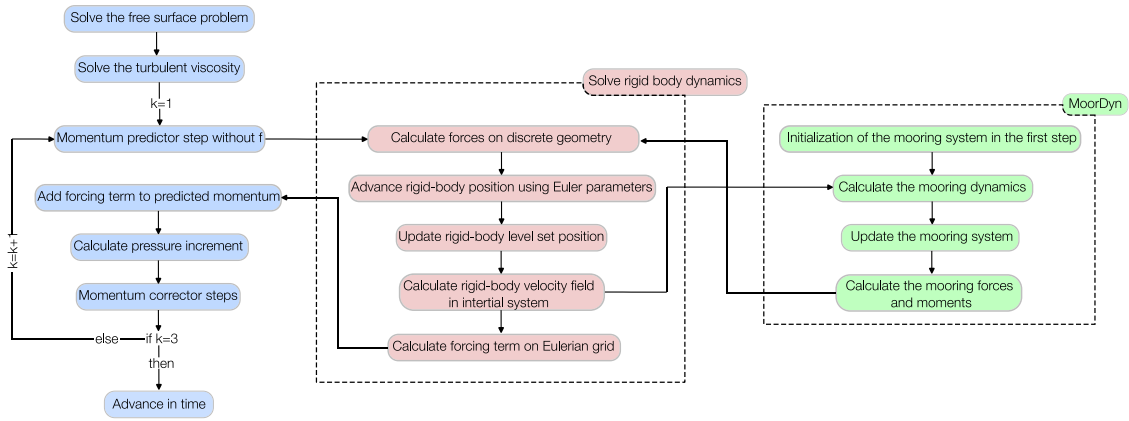 Solve the free surface problem
Solve the turbulent viscosity
k=1
Momentum predictor step without f
Add forcing term to predicted momentum
Calculate pressure increment
Momentum corrector steps
else
if k=3
then
Advance in time
k=k+1
Solve rigid body dynamics
Calculate forces on discrete geometry
Advance rigid-body position using Euler parameters
Update rigid-body level set position
Calculate rigid-body velocity field
in intertial system
Calculate forcing term on Eulerian grid
MoorDyn
Initialization of the mooring system in the first step
Calculate the mooring dynamics
Update the mooring system
Calculate the mooring forces
and moments